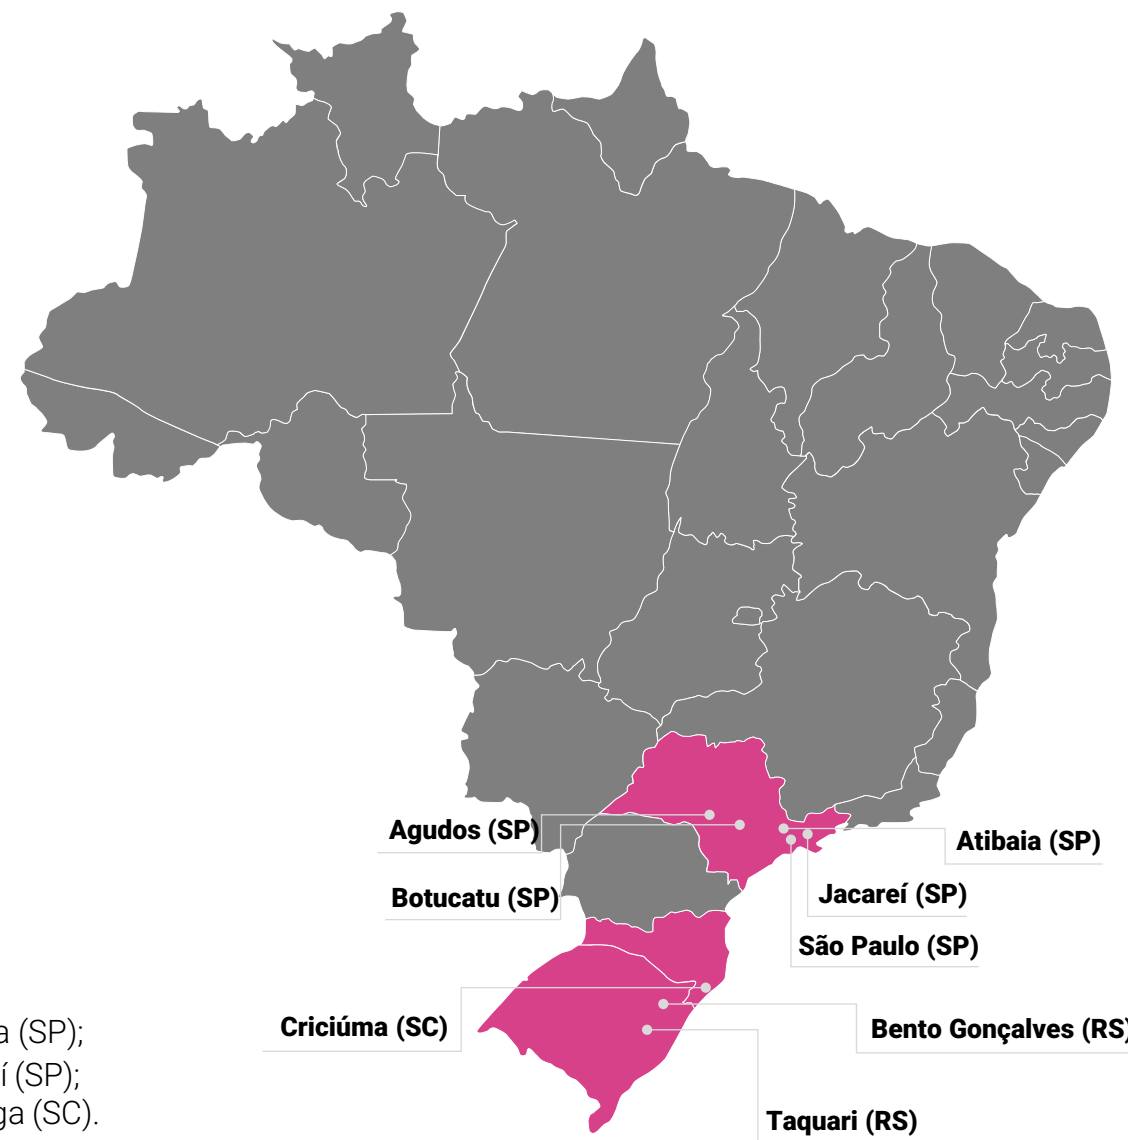 Agudos (SP)
Atibaia (SP)
Botucatu (SP)
Jacareí (SP)
São Paulo (SP)
Criciúma (SC)
Bento Gonçalves (RS)
Taquari (RS)
(SP);
(SP);
(SC).